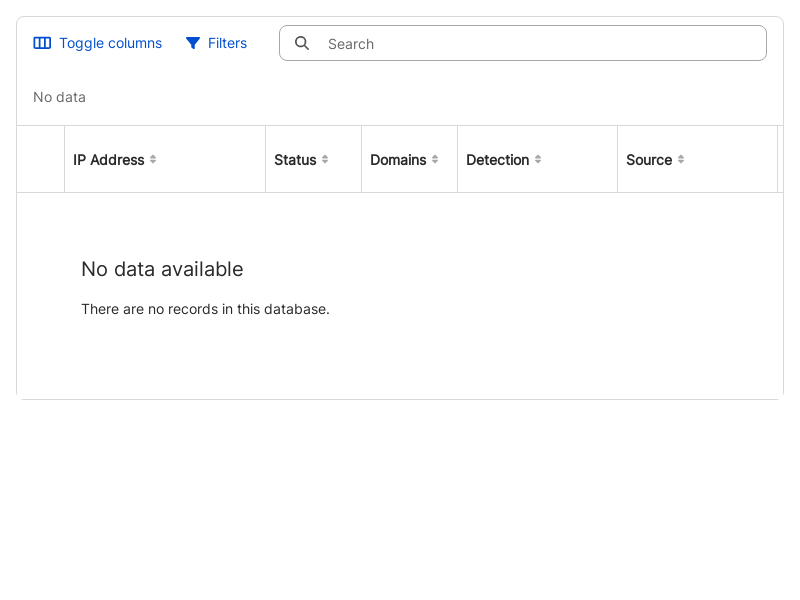 Toggle columns
Filters
Search
No data
IP Address
Status
Domains
Detection
Source
No data available
There are no records in this database.